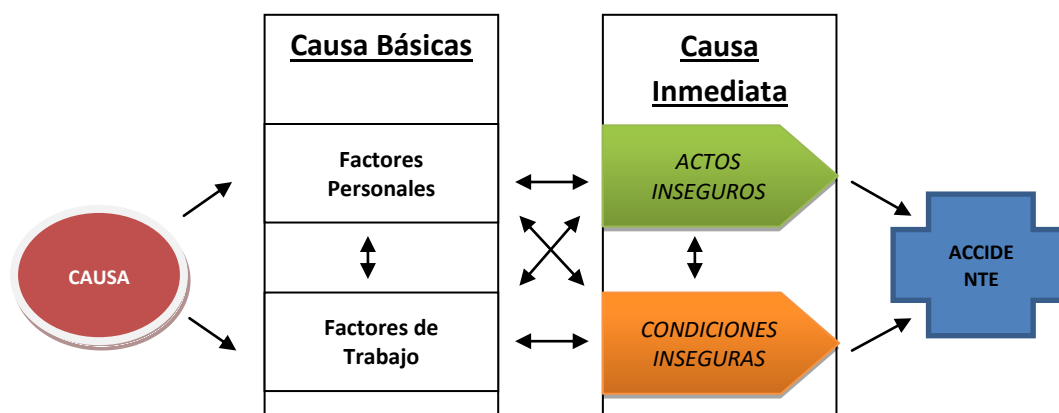 Causa Básicas
Causa
Inmediata
Factores
Personales
ACTOS
INSEGUROS
CAUSA
ACCIDE
NTE
Factores de
Trabajo
CONDICIONES
INSEGURAS